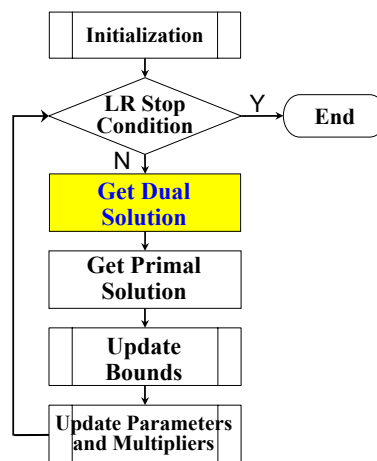 Initialization
LR Stop
Condition
Y
End
N
Get Dual
Solution
Get Primal
Solution
Update
Bounds
Update Parameters
and Multipliers